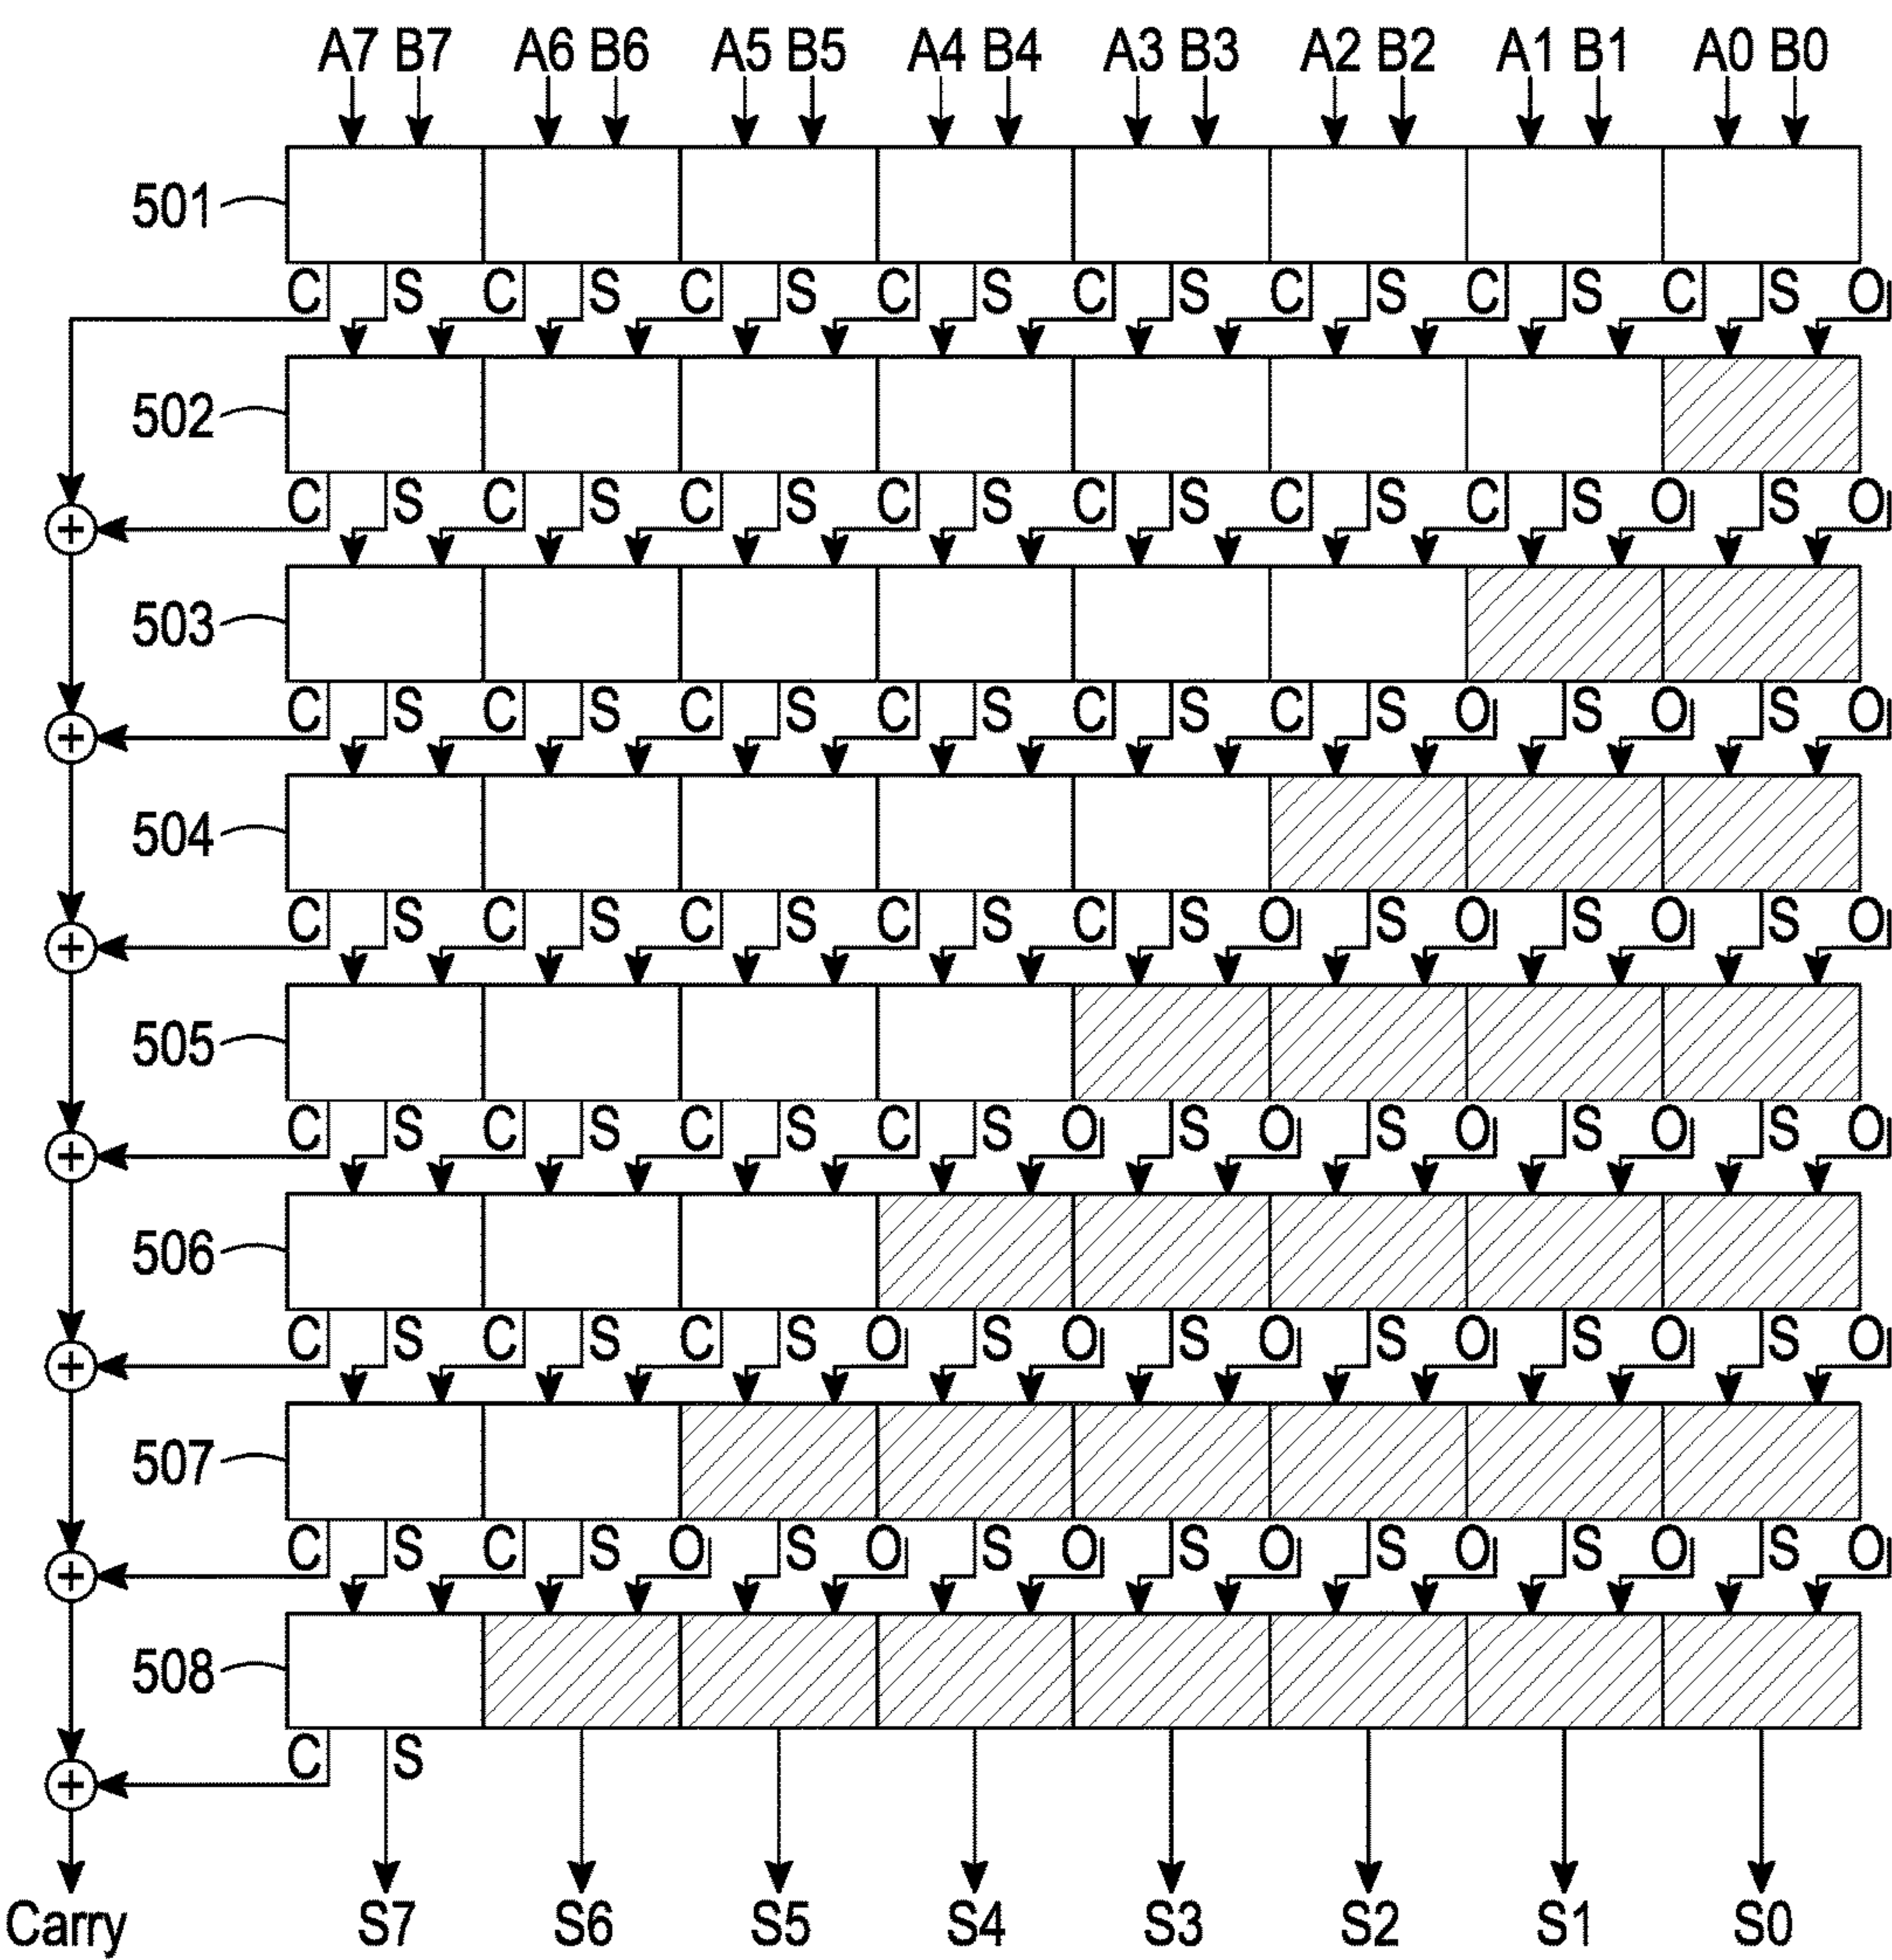 A7 B7 A6 B6 A5 B5 A4 B4 A3 B3 A2 B2 A1 B1 A0 B0
501
C S C S C S C S C S C S C S C S O
502
C S C S C S C S C S C S C S O S O
+
503
C S C S C S C S C S C S O S O S O
+
504
C S C S C S C S C S O S O S O S O
+
505
C S C S C S C S O S O S O S O S O
+
506
C S C S C S O S O S O S O S O S O
+
507
C S C S O S O S O S O S O S O S O
+
508
C S
+
Carry S7 S6 S5 S4 S3 S2 S1 S0